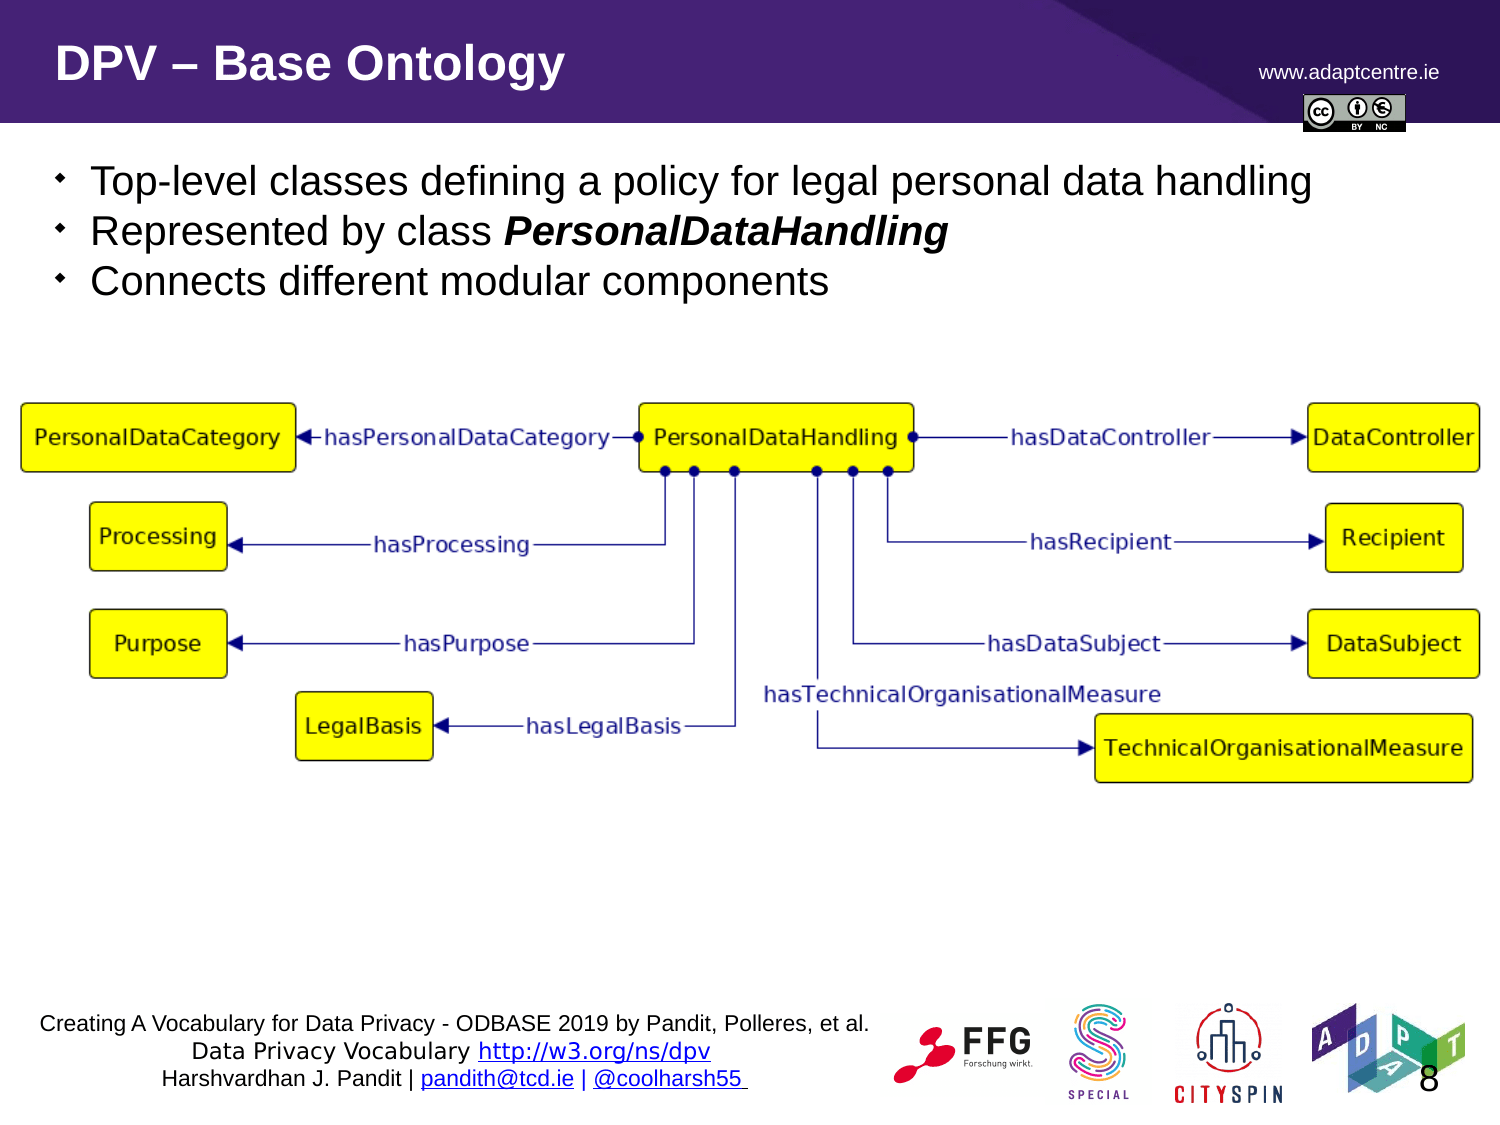 DPV – Base Ontology
www.adaptcentre.ie
cc BY NC
Top-level classes defining a policy for legal personal data handling
Represented by class PersonalDataHandling
Connects different modular components
PersonalDataCategory hasPersonalDataCategory PersonalDataHandling hasDataController DataController
Processing hasProcessing hasRecipient Recipient
Purpose hasPurpose hasDataSubject DataSubject
hasTechnicalOrganisationalMeasure
LegalBasis hasLegalBasis TechnicalOrganisationalMeasure
Creating A Vocabulary for Data Privacy - ODBASE 2019 by Pandit, Polleres, et al.
Data Privacy Vocabulary http://w3.org/ns/dpv
Harshvardhan J. Pandit | pandith@tcd.ie | @coolharsh55
FFG
Forschung wirkt.
SPECIAL
CITYSPIN
ADAPT
8